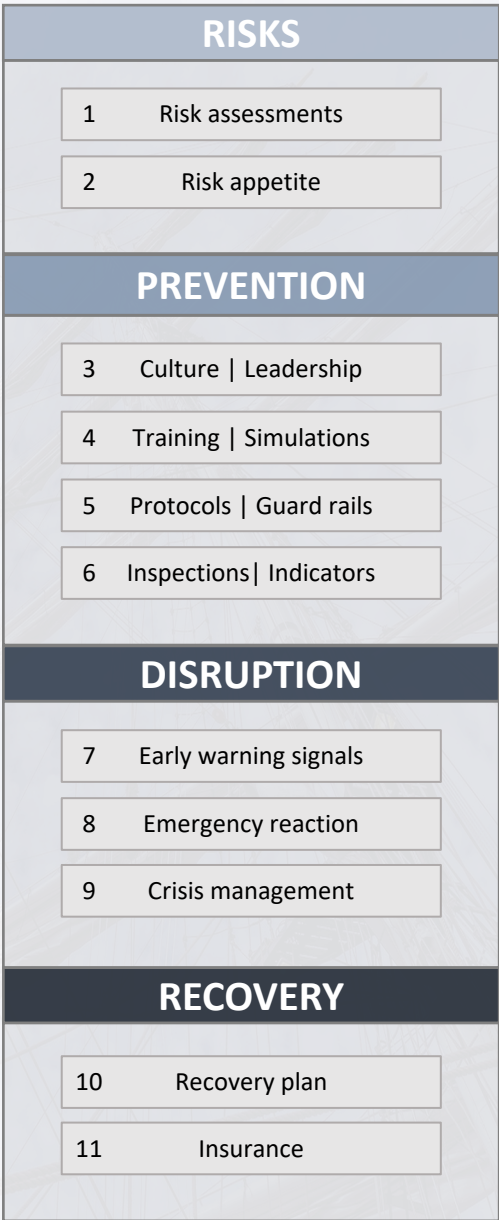 RISKS
1 Risk assessments
2 Risk appetite
PREVENTION
3 Culture | Leadership
4 Training | Simulations
5 Protocols | Guard rails
6 Inspections| Indicators
DISRUPTION
7 Early warning signals
8 Emergency reaction
9 Crisis management
RECOVERY
10 Recovery plan
11 Insurance